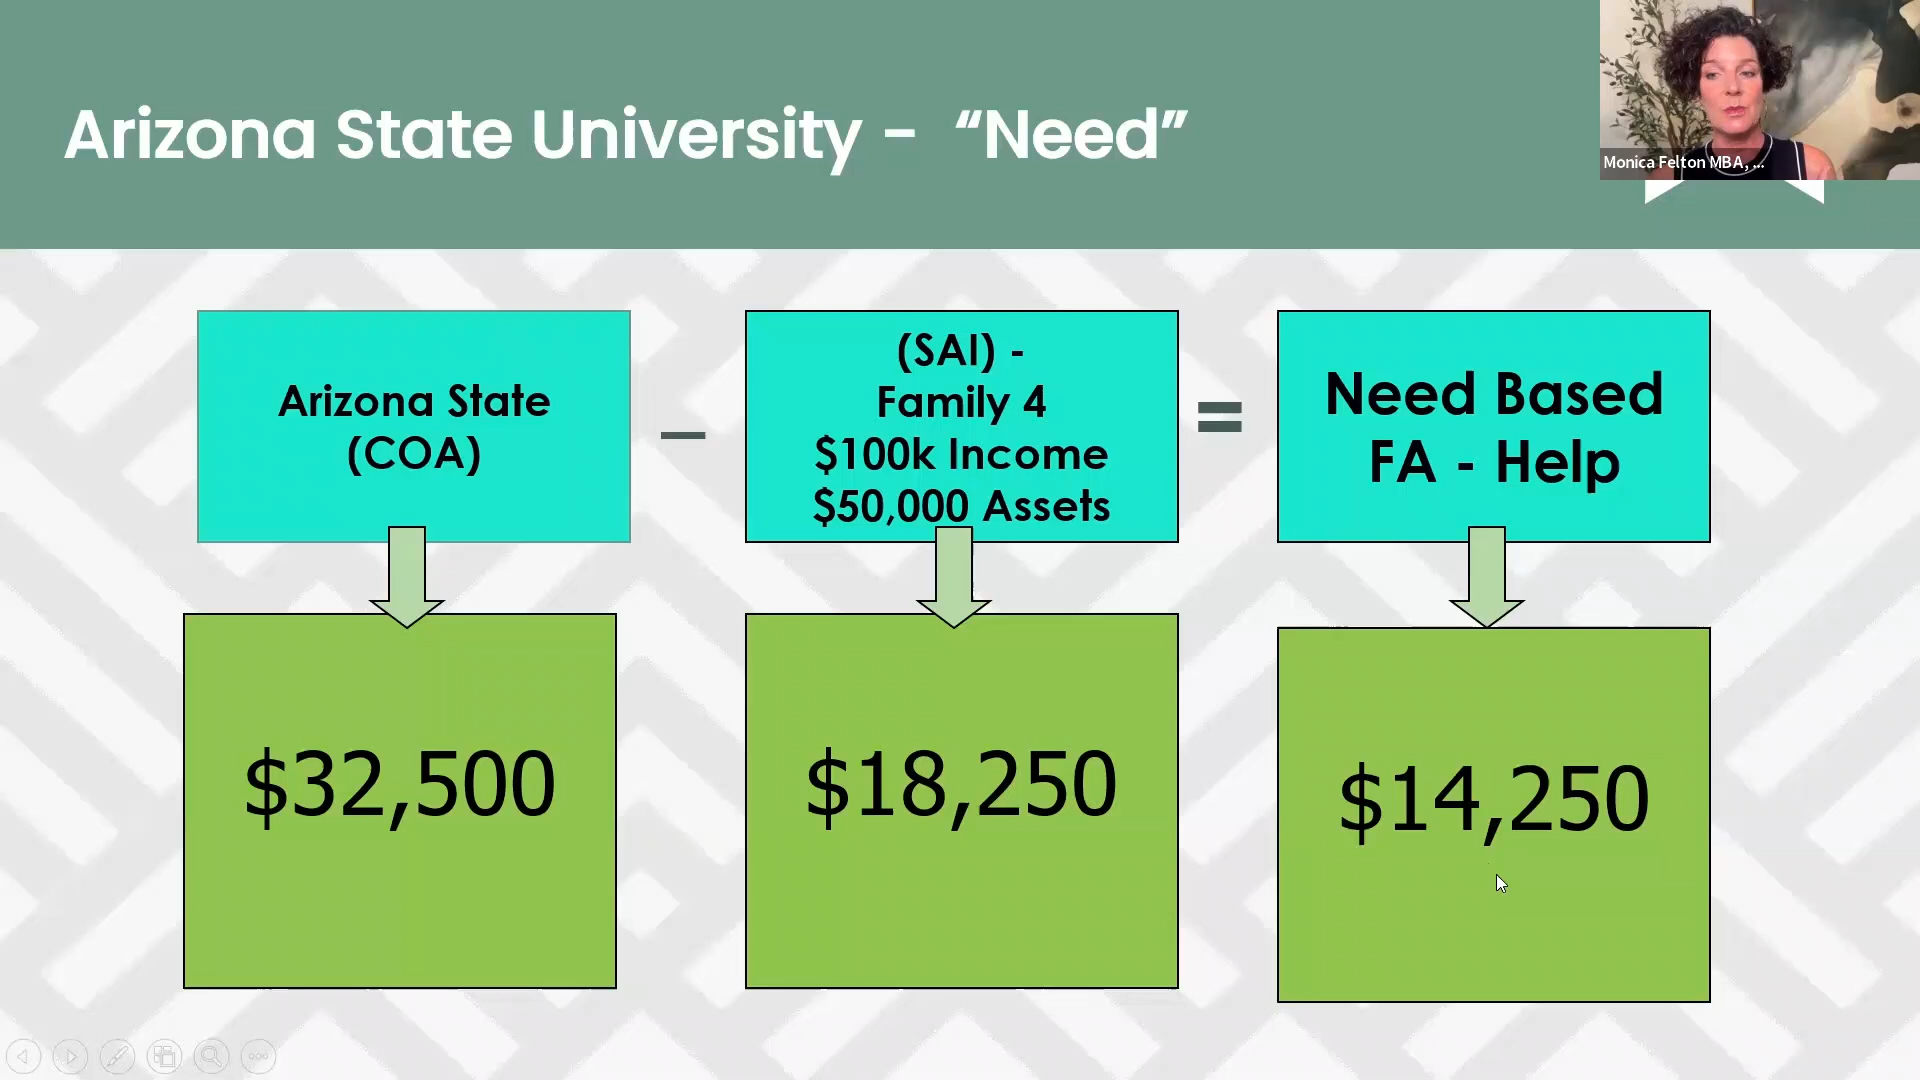 Arizona State University - “Need”
Monica Felton MBA, ...
Arizona State
(COA)
–
(SAI) -
Family 4
$100k Income
$50,000 Assets
=
Need Based
FA - Help
$32,500
$18,250
$14,250